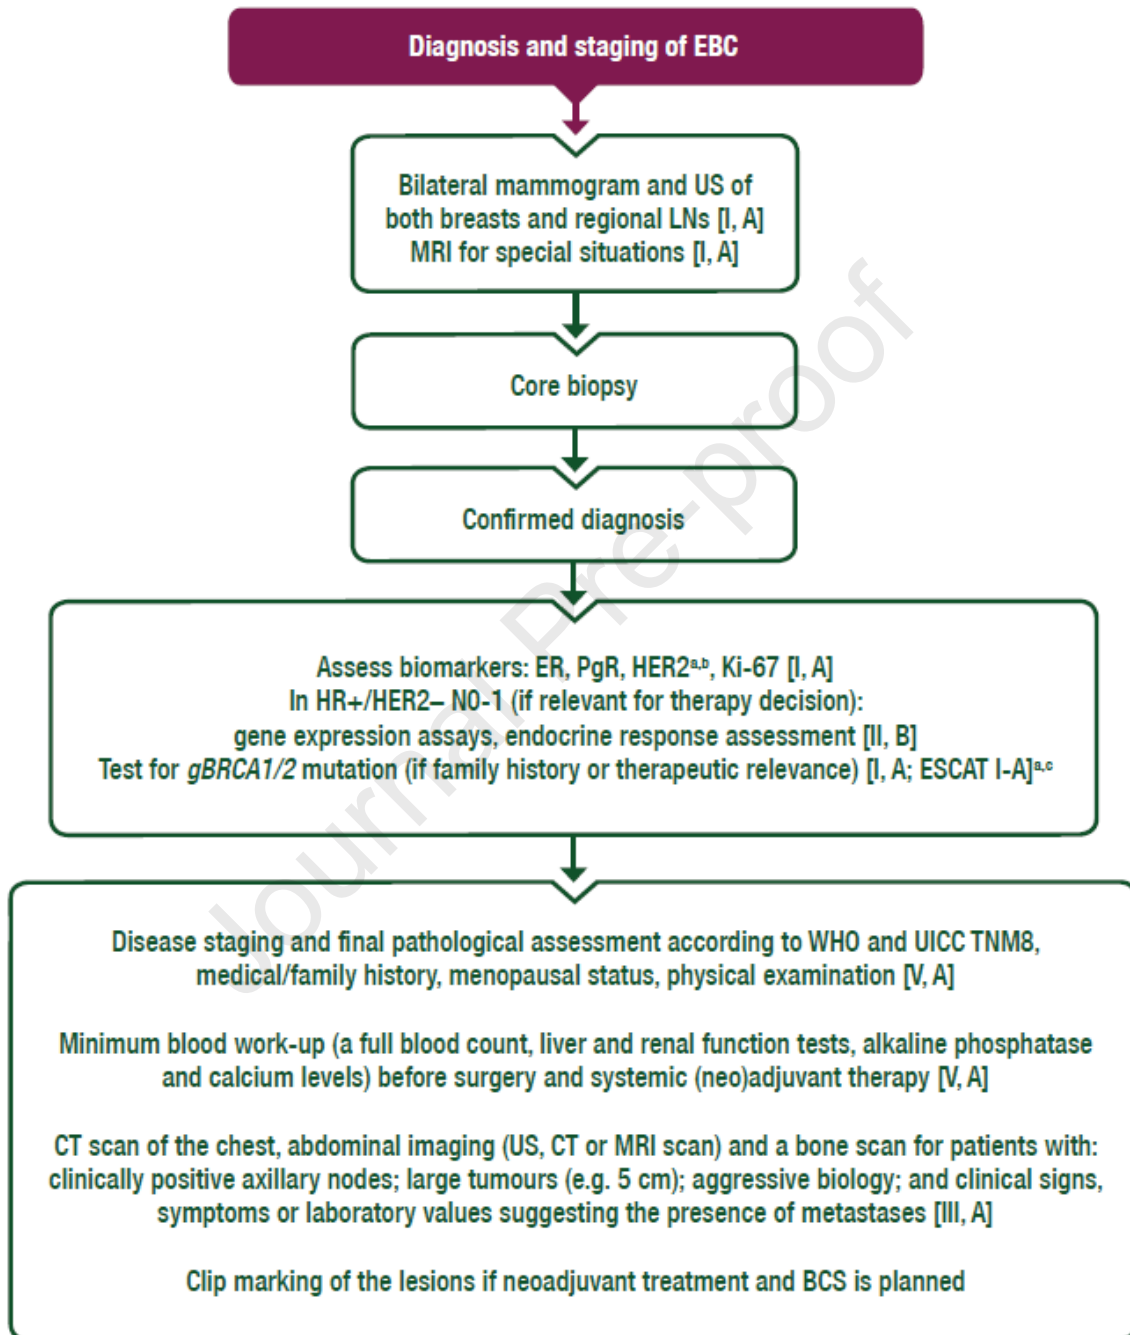 Diagnosis and staging of EBC
Bilateral mammogram and US of
both breasts and regional LNs [I, A]
MRI for special situations [I, A]
Core biopsy
Confirmed diagnosis
Assess biomarkers: ER, PgR, HER2ᵃ,ᵇ, Ki-67 [I, A]
In HR+/HER2– N0-1 (if relevant for therapy decision):
gene expression assays, endocrine response assessment [II, B]
Test for gBRCA1/2 mutation (if family history or therapeutic relevance) [I, A; ESCAT I-A]ᵃ,ᶜ
Disease staging and final pathological assessment according to WHO and UICC TNM8,
medical/family history, menopausal status, physical examination [V, A]
Minimum blood work-up (a full blood count, liver and renal function tests, alkaline phosphatase
and calcium levels) before surgery and systemic (neo)adjuvant therapy [V, A]
CT scan of the chest, abdominal imaging (US, CT or MRI scan) and a bone scan for patients with:
clinically positive axillary nodes; large tumours (e.g. 5 cm); aggressive biology; and clinical signs,
symptoms or laboratory values suggesting the presence of metastases [III, A]
Clip marking of the lesions if neoadjuvant treatment and BCS is planned
Journal Pre-proof